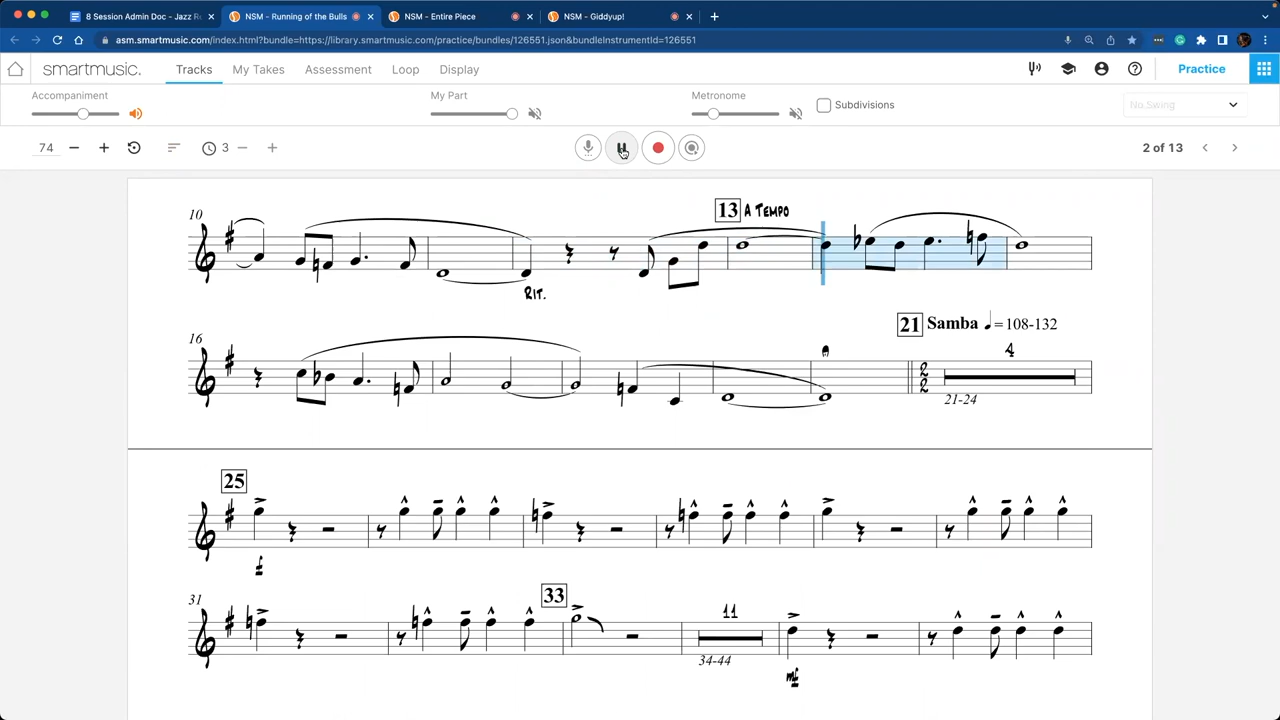 8 Session Admin Doc - Jazz R
NSM - Running of the Bulls
NSM - Entire Piece
NSM - Giddyup!
asm.smartmusic.com/index.html?bundle=https://library.smartmusic.com/practice/bundles/126551.json&bundleInstrumentId=126551
smartmusic.
Tracks
My Takes
Assessment
Loop
Display
Practice
Accompaniment
My Part
Metronome
Subdivisions
No Swing
74
3
2 of 13
10
13 A TEMPO
RIT.
16
21 Samba = 108-132
4
21-24
25
f
31
33
11
34-44
mf